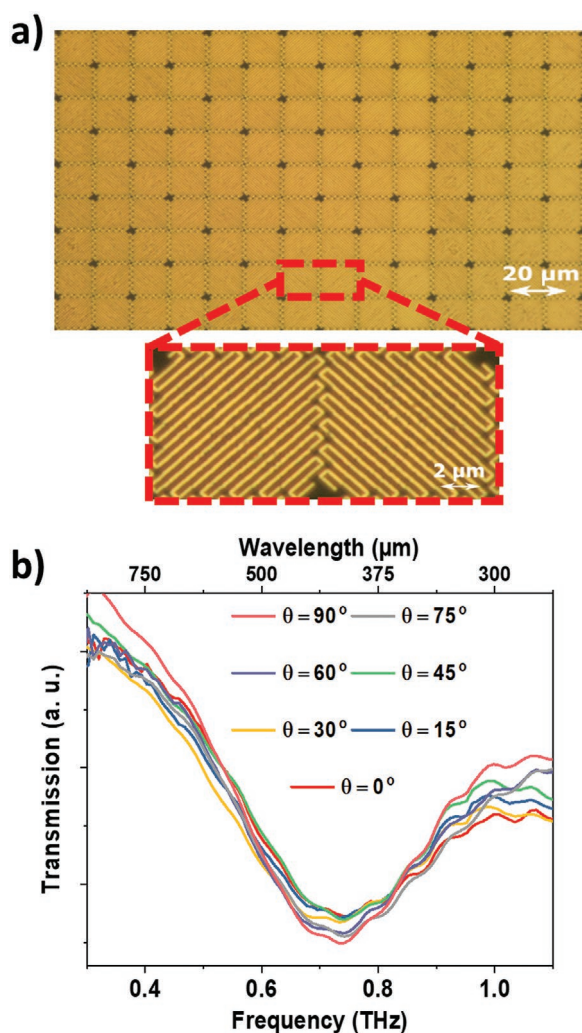 a)
20 µm
2 µm
b)
Wavelength (µm)
750 500 375 300
Transmission (a. u.)
θ = 90° θ = 75°
θ = 60° θ = 45°
θ = 30° θ = 15°
θ = 0°
0.4 0.6 0.8 1.0
Frequency (THz)